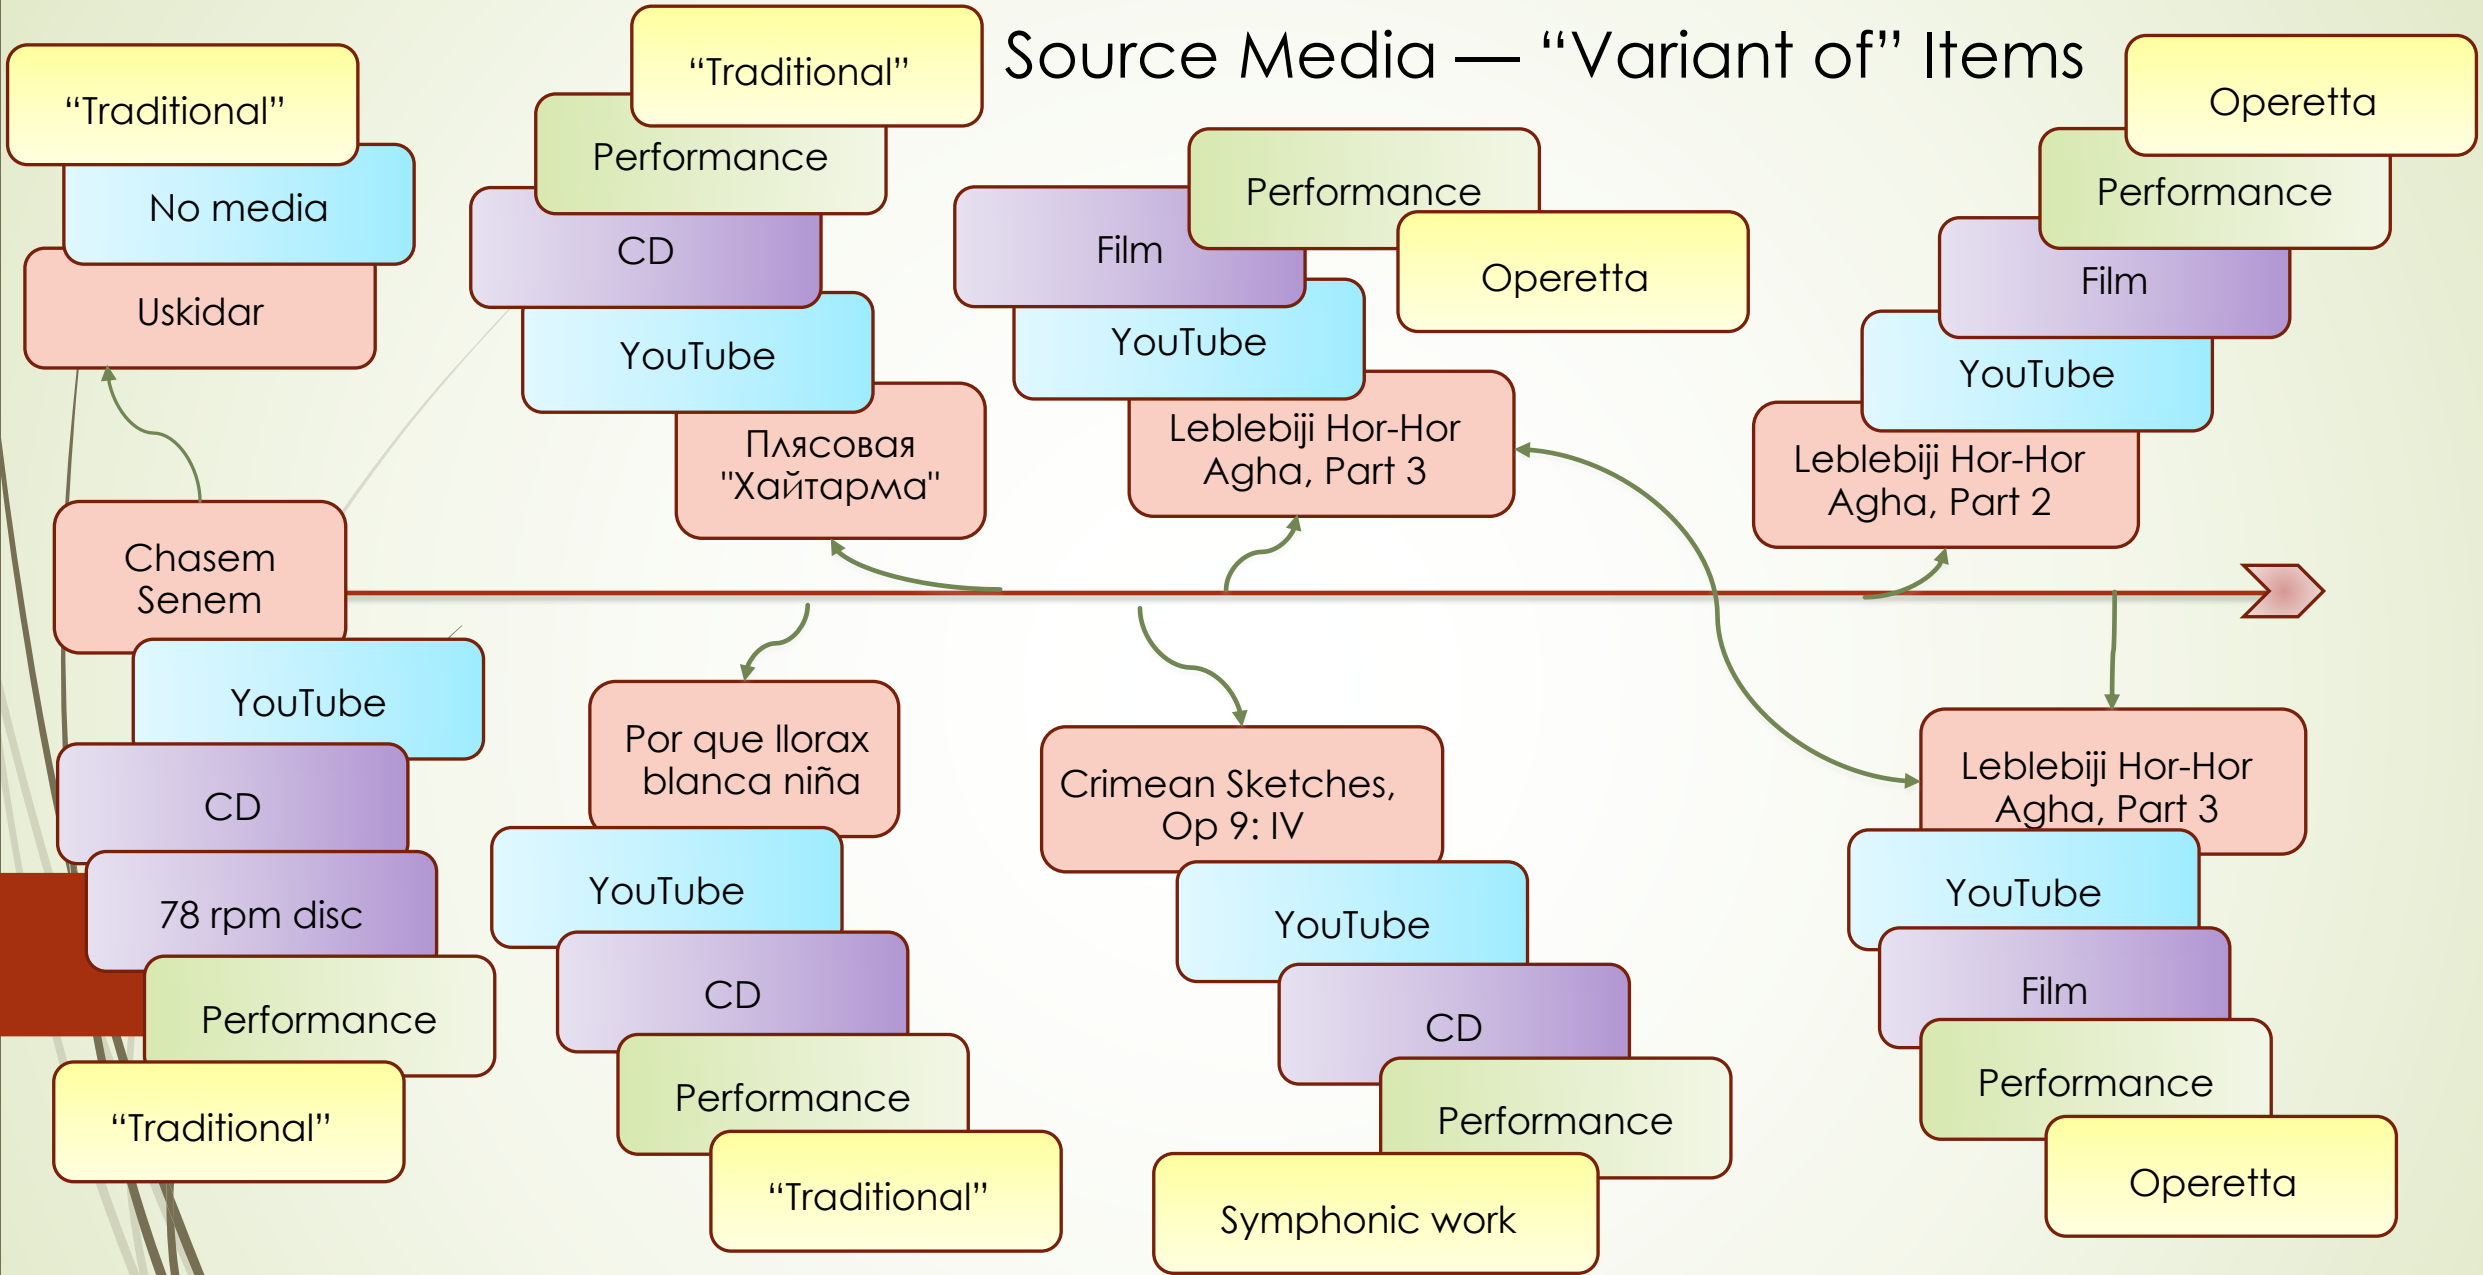 Source Media — “Variant of” Items
“Traditional”
No media
Uskidar
“Traditional”
Performance
CD
YouTube
Плясовая
"Хайтарма"
Performance
Operetta
Film
YouTube
Leblebiji Hor-Hor
Agha, Part 3
Operetta
Performance
Film
YouTube
Leblebiji Hor-Hor
Agha, Part 2
Chasem
Senem
YouTube
CD
78 rpm disc
Performance
“Traditional”
Por que llorax
blanca niña
YouTube
CD
Performance
“Traditional”
Crimean Sketches,
Op 9: IV
YouTube
CD
Performance
Symphonic work
Leblebiji Hor-Hor
Agha, Part 3
YouTube
Film
Performance
Operetta